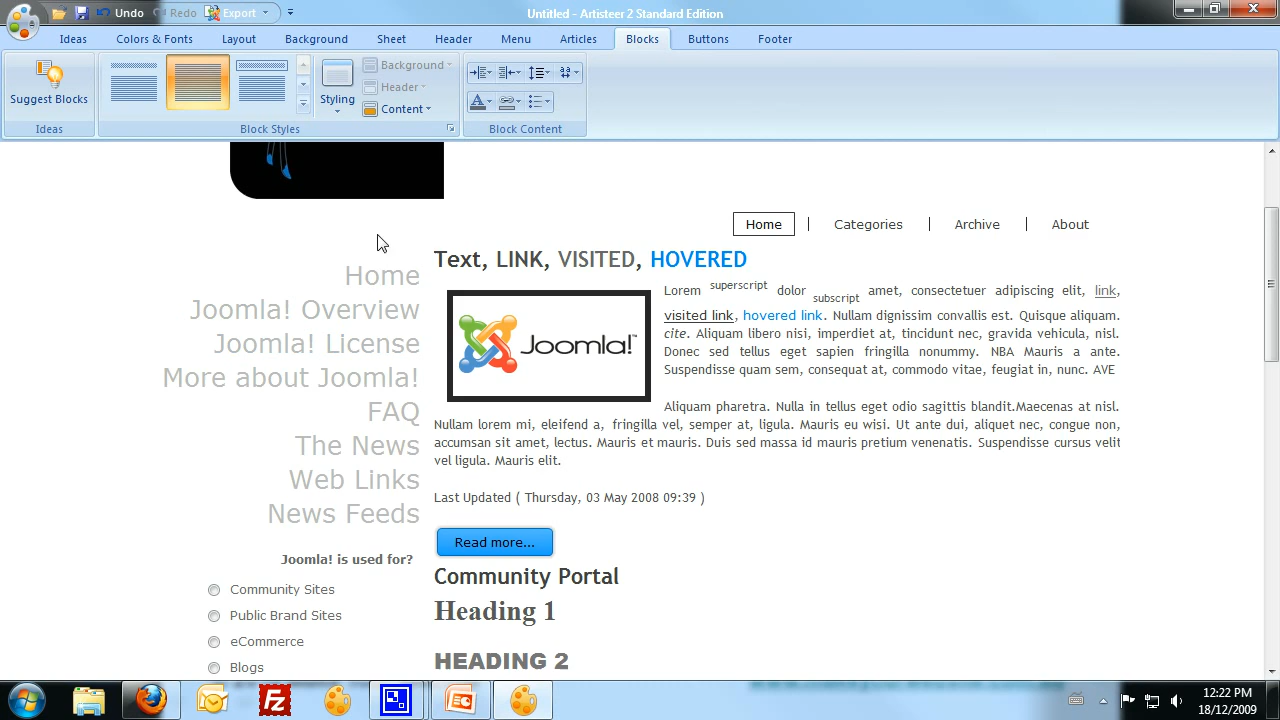 Untitled - Artisteer 2 Standard Edition
Undo Redo Export
Ideas Colors & Fonts Layout Background Sheet Header Menu Articles Blocks Buttons Footer
Suggest Blocks
Styling
Background
Header
Content
Ideas Block Styles Block Content
Home Categories Archive About
Home
Joomla! Overview
Joomla! License
More about Joomla!
FAQ
The News
Web Links
News Feeds
Joomla! is used for?
Community Sites
Public Brand Sites
eCommerce
Blogs
Text, LINK, VISITED, HOVERED
Joomla!™
Lorem superscript dolor subscript amet, consectetuer adipiscing elit, link,
visited link, hovered link. Nullam dignissim convallis est. Quisque aliquam.
cite. Aliquam libero nisi, imperdiet at, tincidunt nec, gravida vehicula, nisl.
Donec sed tellus eget sapien fringilla nonummy. NBA Mauris a ante.
Suspendisse quam sem, consequat at, commodo vitae, feugiat in, nunc. AVE
Aliquam pharetra. Nulla in tellus eget odio sagittis blandit.Maecenas at nisl.
Nullam lorem mi, eleifend a, fringilla vel, semper at, ligula. Mauris eu wisi. Ut ante dui, aliquet nec, congue non,
accumsan sit amet, lectus. Mauris et mauris. Duis sed massa id mauris pretium venenatis. Suspendisse cursus velit
vel ligula. Mauris elit.
Last Updated ( Thursday, 03 May 2008 09:39 )
Read more...
Community Portal
Heading 1
HEADING 2
Fz
12:22 PM
18/12/2009